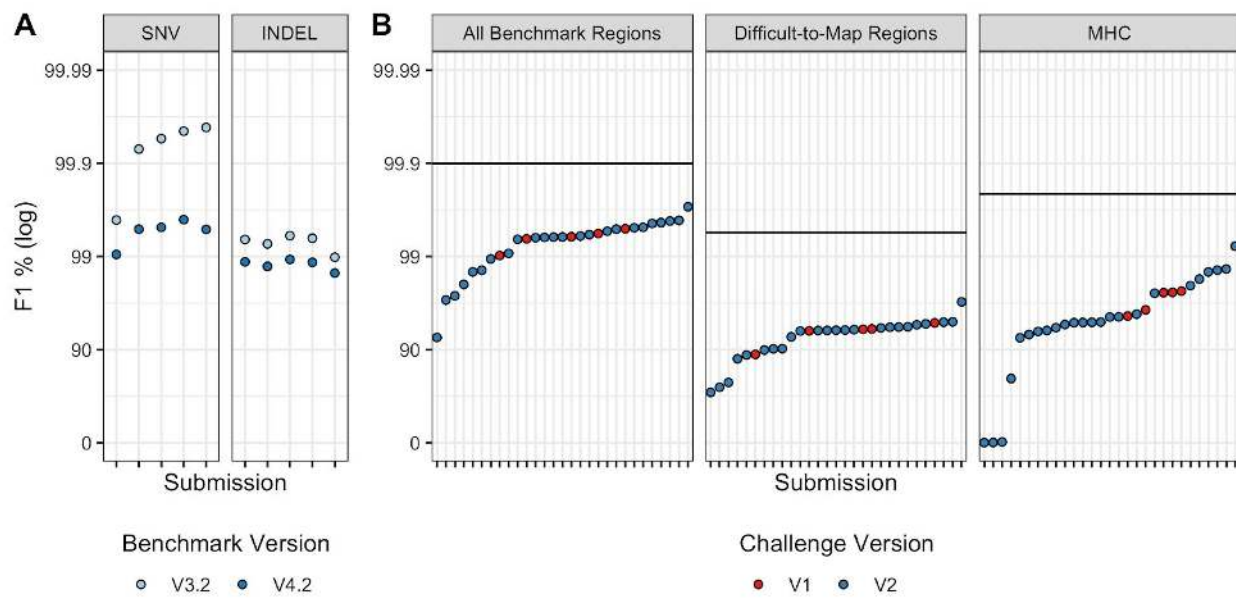 A
B
SNV
INDEL
All Benchmark Regions
Difficult-to-Map Regions
MHC
99.99
99.9
99
90
0
F1 % (log)
99.99
99.9
99
90
0
Submission
Submission
Benchmark Version
V3.2
V4.2
Challenge Version
V1
V2